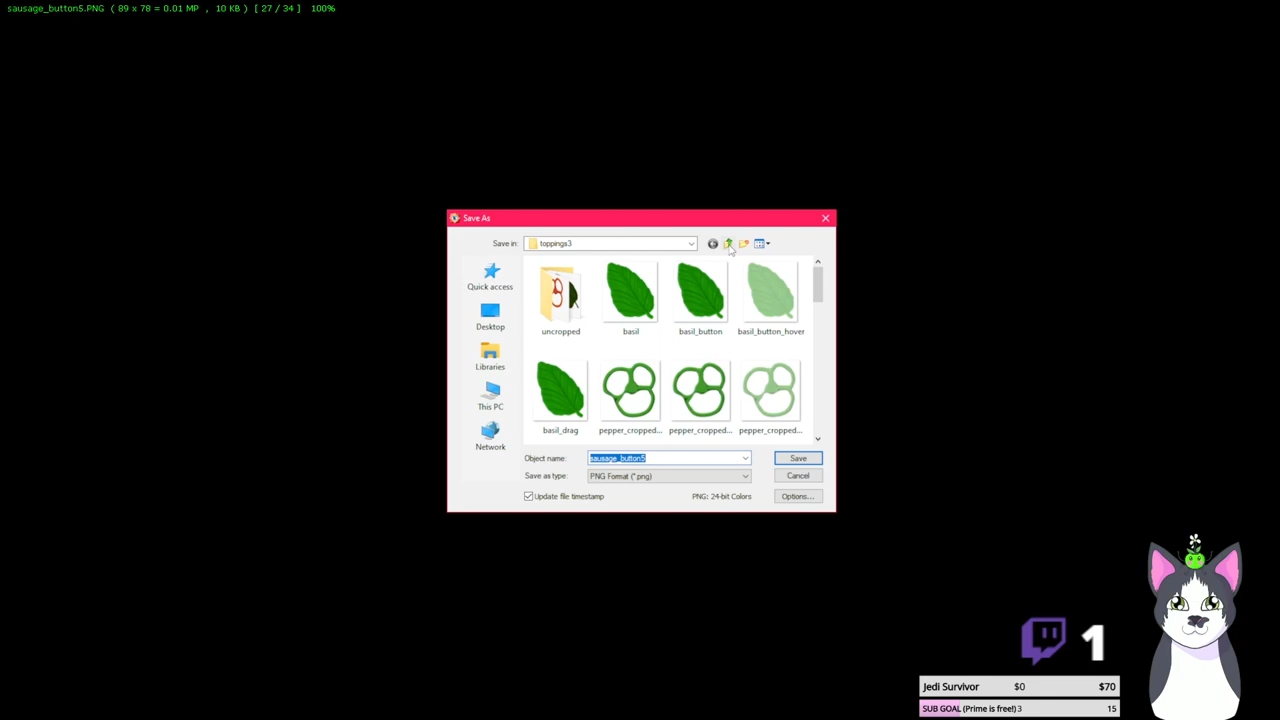 sausage_button5.PNG ( 89 x 78 = 0.01 MP , 10 KB ) [ 27 / 34 ] 100%
Save As
Save in: toppings3
Quick access
Desktop
Libraries
This PC
Network
uncropped basil basil_button basil_button_hover
basil_drag pepper_cropped... pepper_cropped... pepper_cropped...
Object name: sausage_button5 Save
Save as type: PNG Format (*.png) Cancel
Update file timestamp PNG: 24-bit Colors Options...
1
Jedi Survivor $0 $70
SUB GOAL (Prime is free!) 3 15